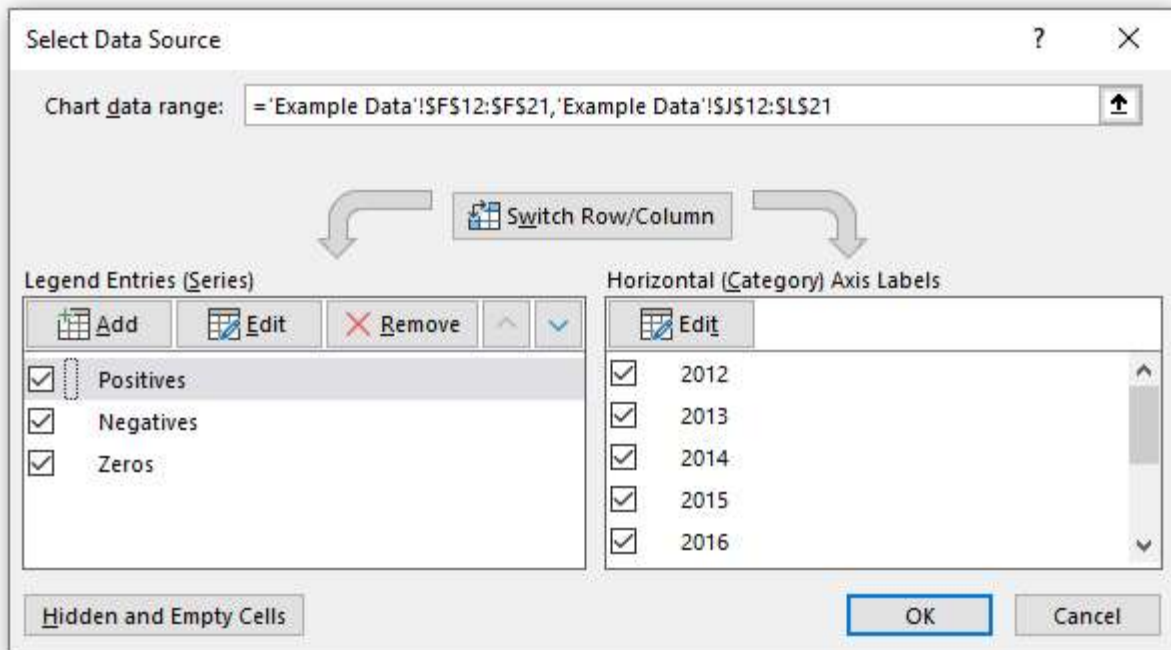 Select Data Source ?
Chart data range: ='Example Data'!$F$12:$F$21,'Example Data'!$J$12:$L$21
Switch Row/Column
Legend Entries (Series)
Add Edit Remove
Positives
Negatives
Zeros
Horizontal (Category) Axis Labels
Edit
2012
2013
2014
2015
2016
Hidden and Empty Cells
OK Cancel